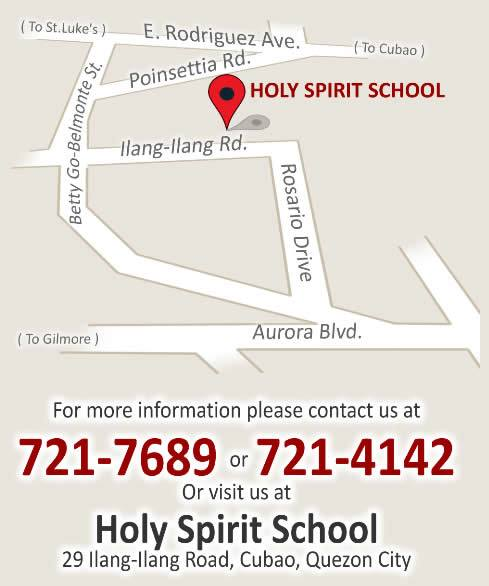 ( To St.Luke's )
E. Rodriguez Ave.
( To Cubao )
Poinsettia Rd.
HOLY SPIRIT SCHOOL
Betty Go-Belmonte St.
Ilang-Ilang Rd.
Rosario Drive
Aurora Blvd.
( To Gilmore )
For more information please contact us at
721-7689 or 721-4142
Or visit us at
Holy Spirit School
29 Ilang-Ilang Road, Cubao, Quezon City